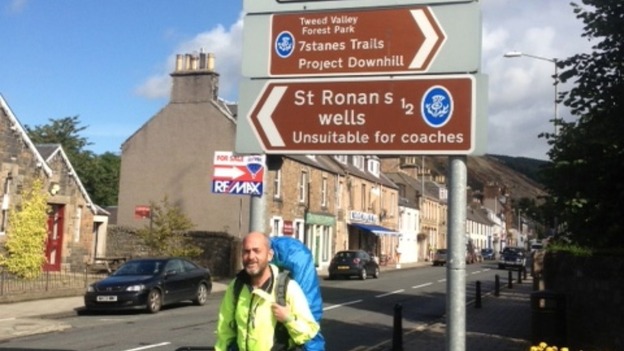 Tweed Valley
Forest Park
7stanes Trails
Project Downhill
St Ronan's 1/2
wells
Unsuitable for coaches
FOR SALE
RE/MAX